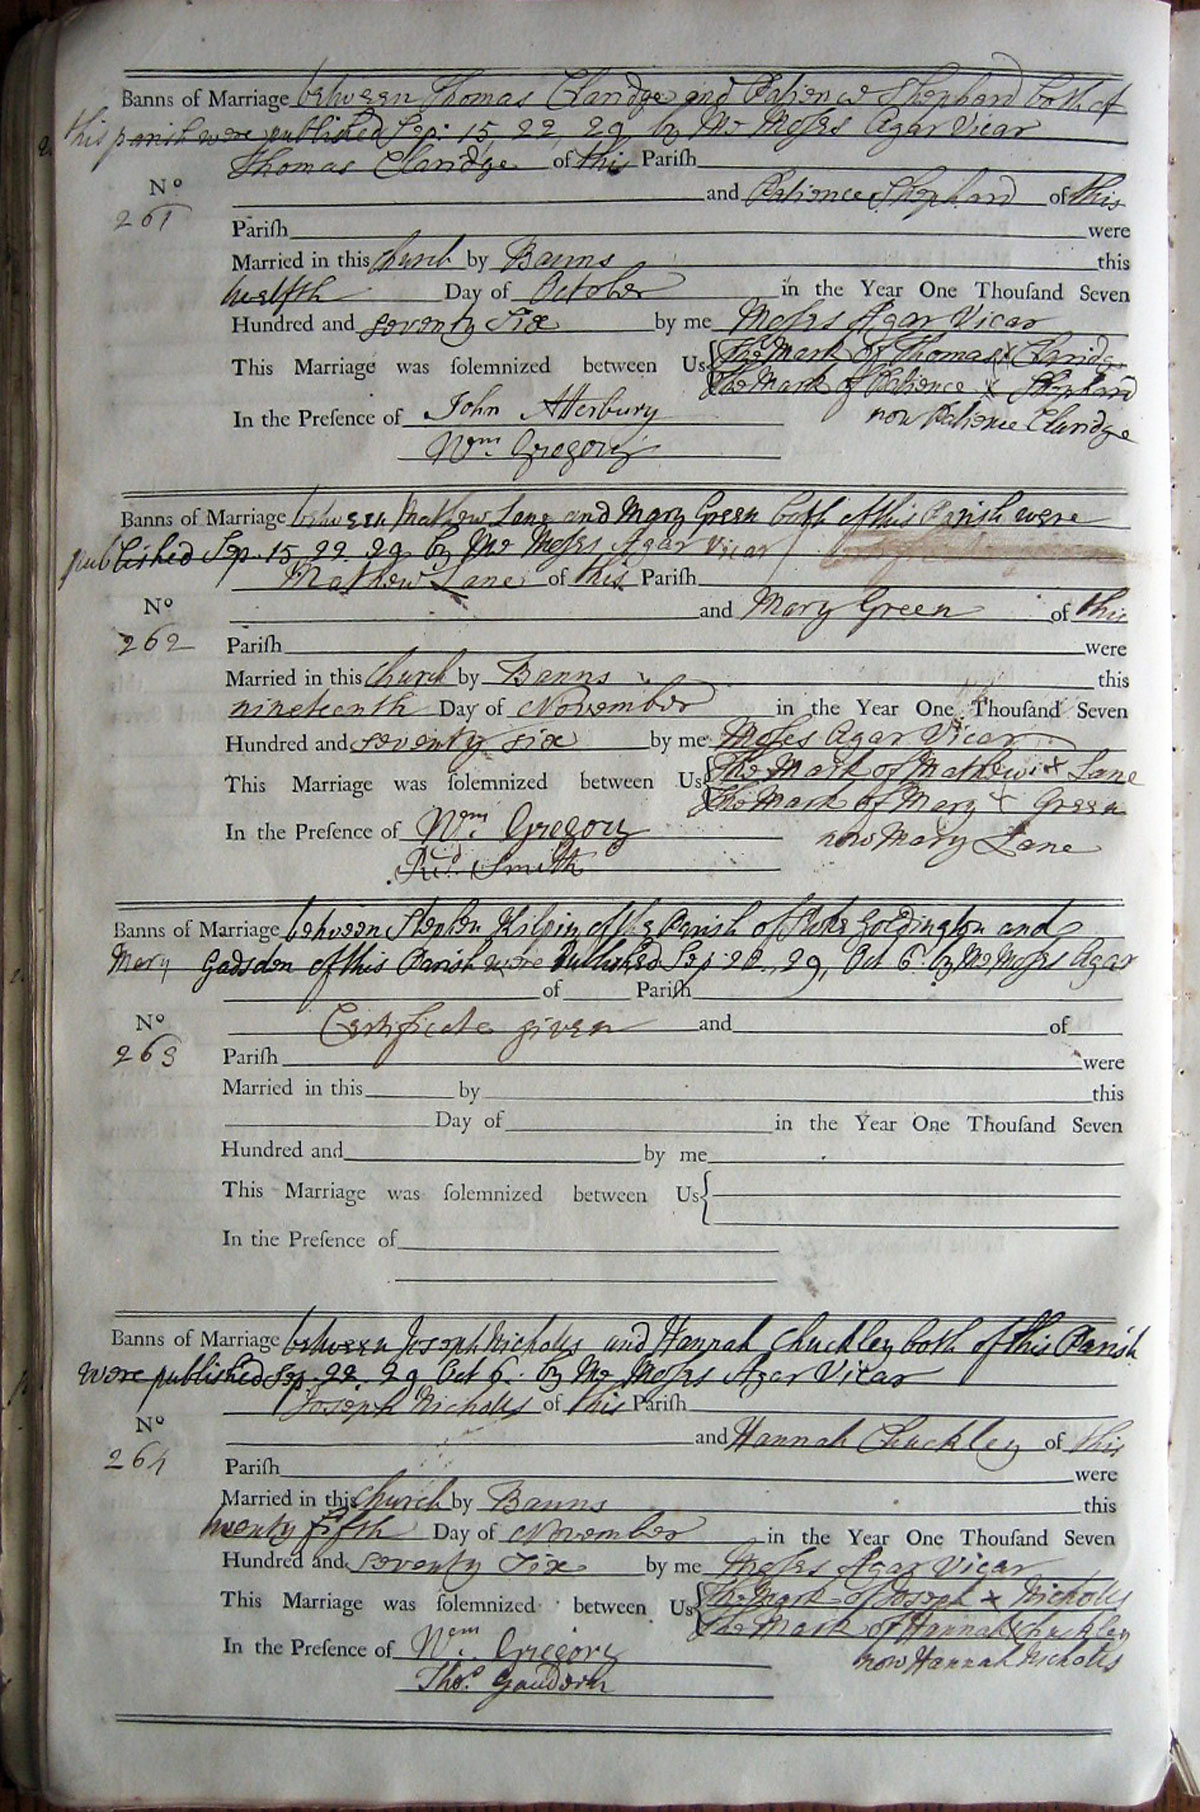 Banns of Marriage between Thomas Claridge and Patience Shephard both of
this parish were published Sep: 15, 22, 29, by Mr Moses Agar Vicar
Thomas Claridge of this Pariſh
No
and Patience Shephard of this
261
Pariſh were
Married in this Church by Banns this
twelfth Day of October in the Year One Thouſand Seven
Hundred and seventy Six by me Moses Agar Vicar
This Marriage was ſolemnized between Us The Mark of Thomas X Claridge
The Mark of Patience X Shephard
In the Preſence of John Atterbury now Patience Claridge
Wm. Gregory
Banns of Marriage between Mathew Lane and Mary Green both of this Parish were
published Sep. 15, 22. 29. by Mr Moses Agar Vicar
Mathew Lane of this Pariſh
No
and Mary Green of this
262
Pariſh were
Married in this Church by Banns this
nineteenth Day of November in the Year One Thouſand Seven
Hundred and seventy six by me Moses Agar Vicar
This Marriage was ſolemnized between Us The Mark of Mathew X Lane
The Mark of Mary X Green
In the Preſence of Wm. Gregory now Mary Lane
Ricd. Smith
Banns of Marriage between Stephen Kilpin of the Parish of Stoke Goldington and
Mary Gadsden of this Parish were Published Sep. 29, Oct 6 by Mr Moses Agar
of Pariſh
No
Certificate given and of
263
Pariſh were
Married in this by this
Day of in the Year One Thouſand Seven
Hundred and by me
This Marriage was ſolemnized between Us
In the Preſence of
Banns of Marriage between Joseph Nicholls and Hannah Chuckley both of this Parish
were published Sep. 22. 29 Oct 6. by Mr Moses Agar Vicar
Joseph Nicholls of this Pariſh
No
and Hannah Chuckley of this
264
Pariſh were
Married in this Church by Banns this
twenty fifth Day of November in the Year One Thouſand Seven
Hundred and seventy Six by me Moses Agar Vicar
This Marriage was ſolemnized between Us The Mark of Joseph X Nicholls
The Mark of Hannah X Chuckley
In the Preſence of Wm. Gregory now Hannah Nicholls
Thos.